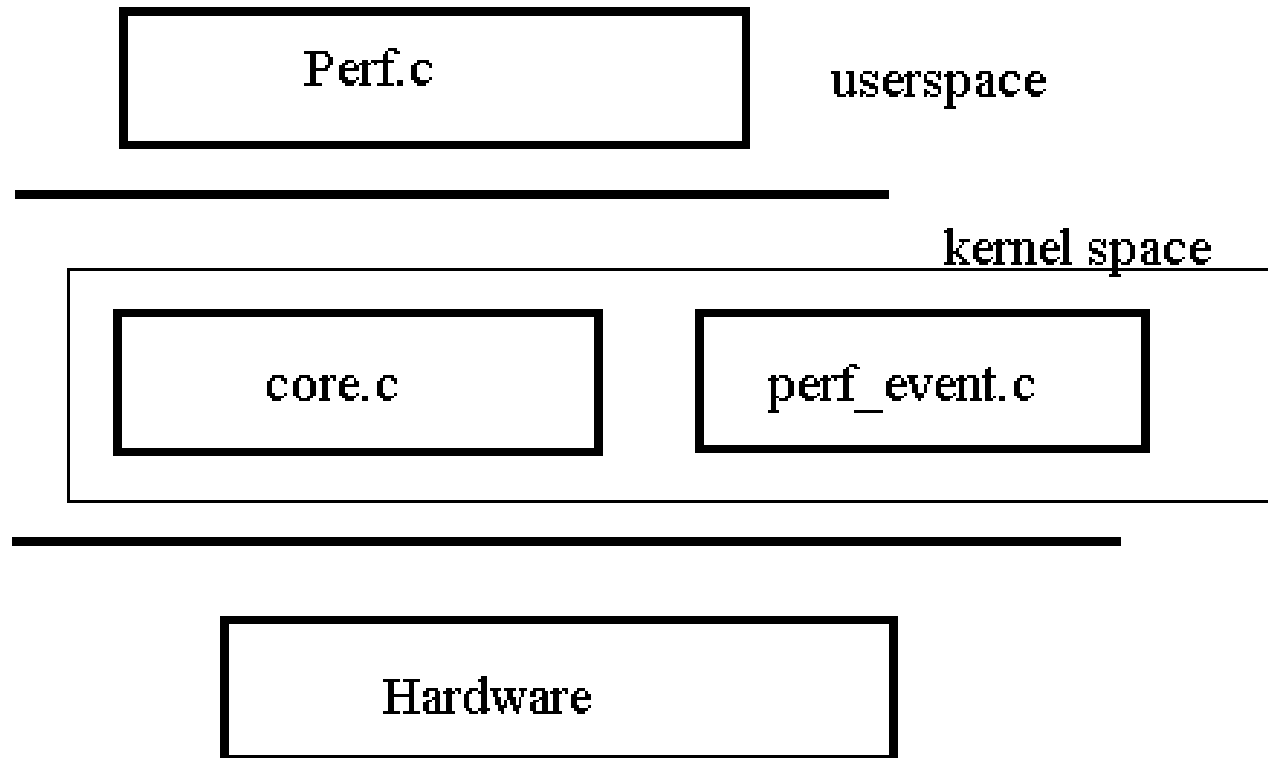 Perf.c
userspace
kernel space
core.c
perf_event.c
Hardware